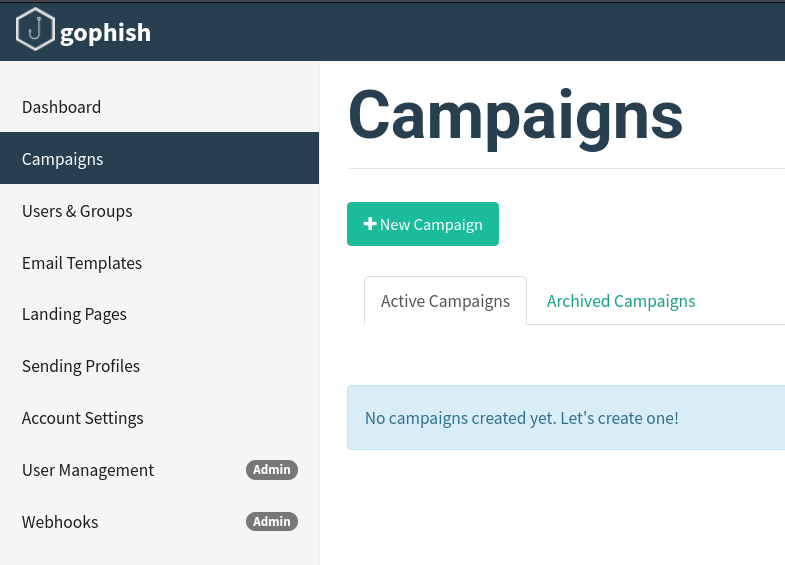 gophish
Dashboard
Campaigns
Users & Groups
Email Templates
Landing Pages
Sending Profiles
Account Settings
User Management Admin
Webhooks Admin
Campaigns
New Campaign
Active Campaigns Archived Campaigns
No campaigns created yet. Let's create one!